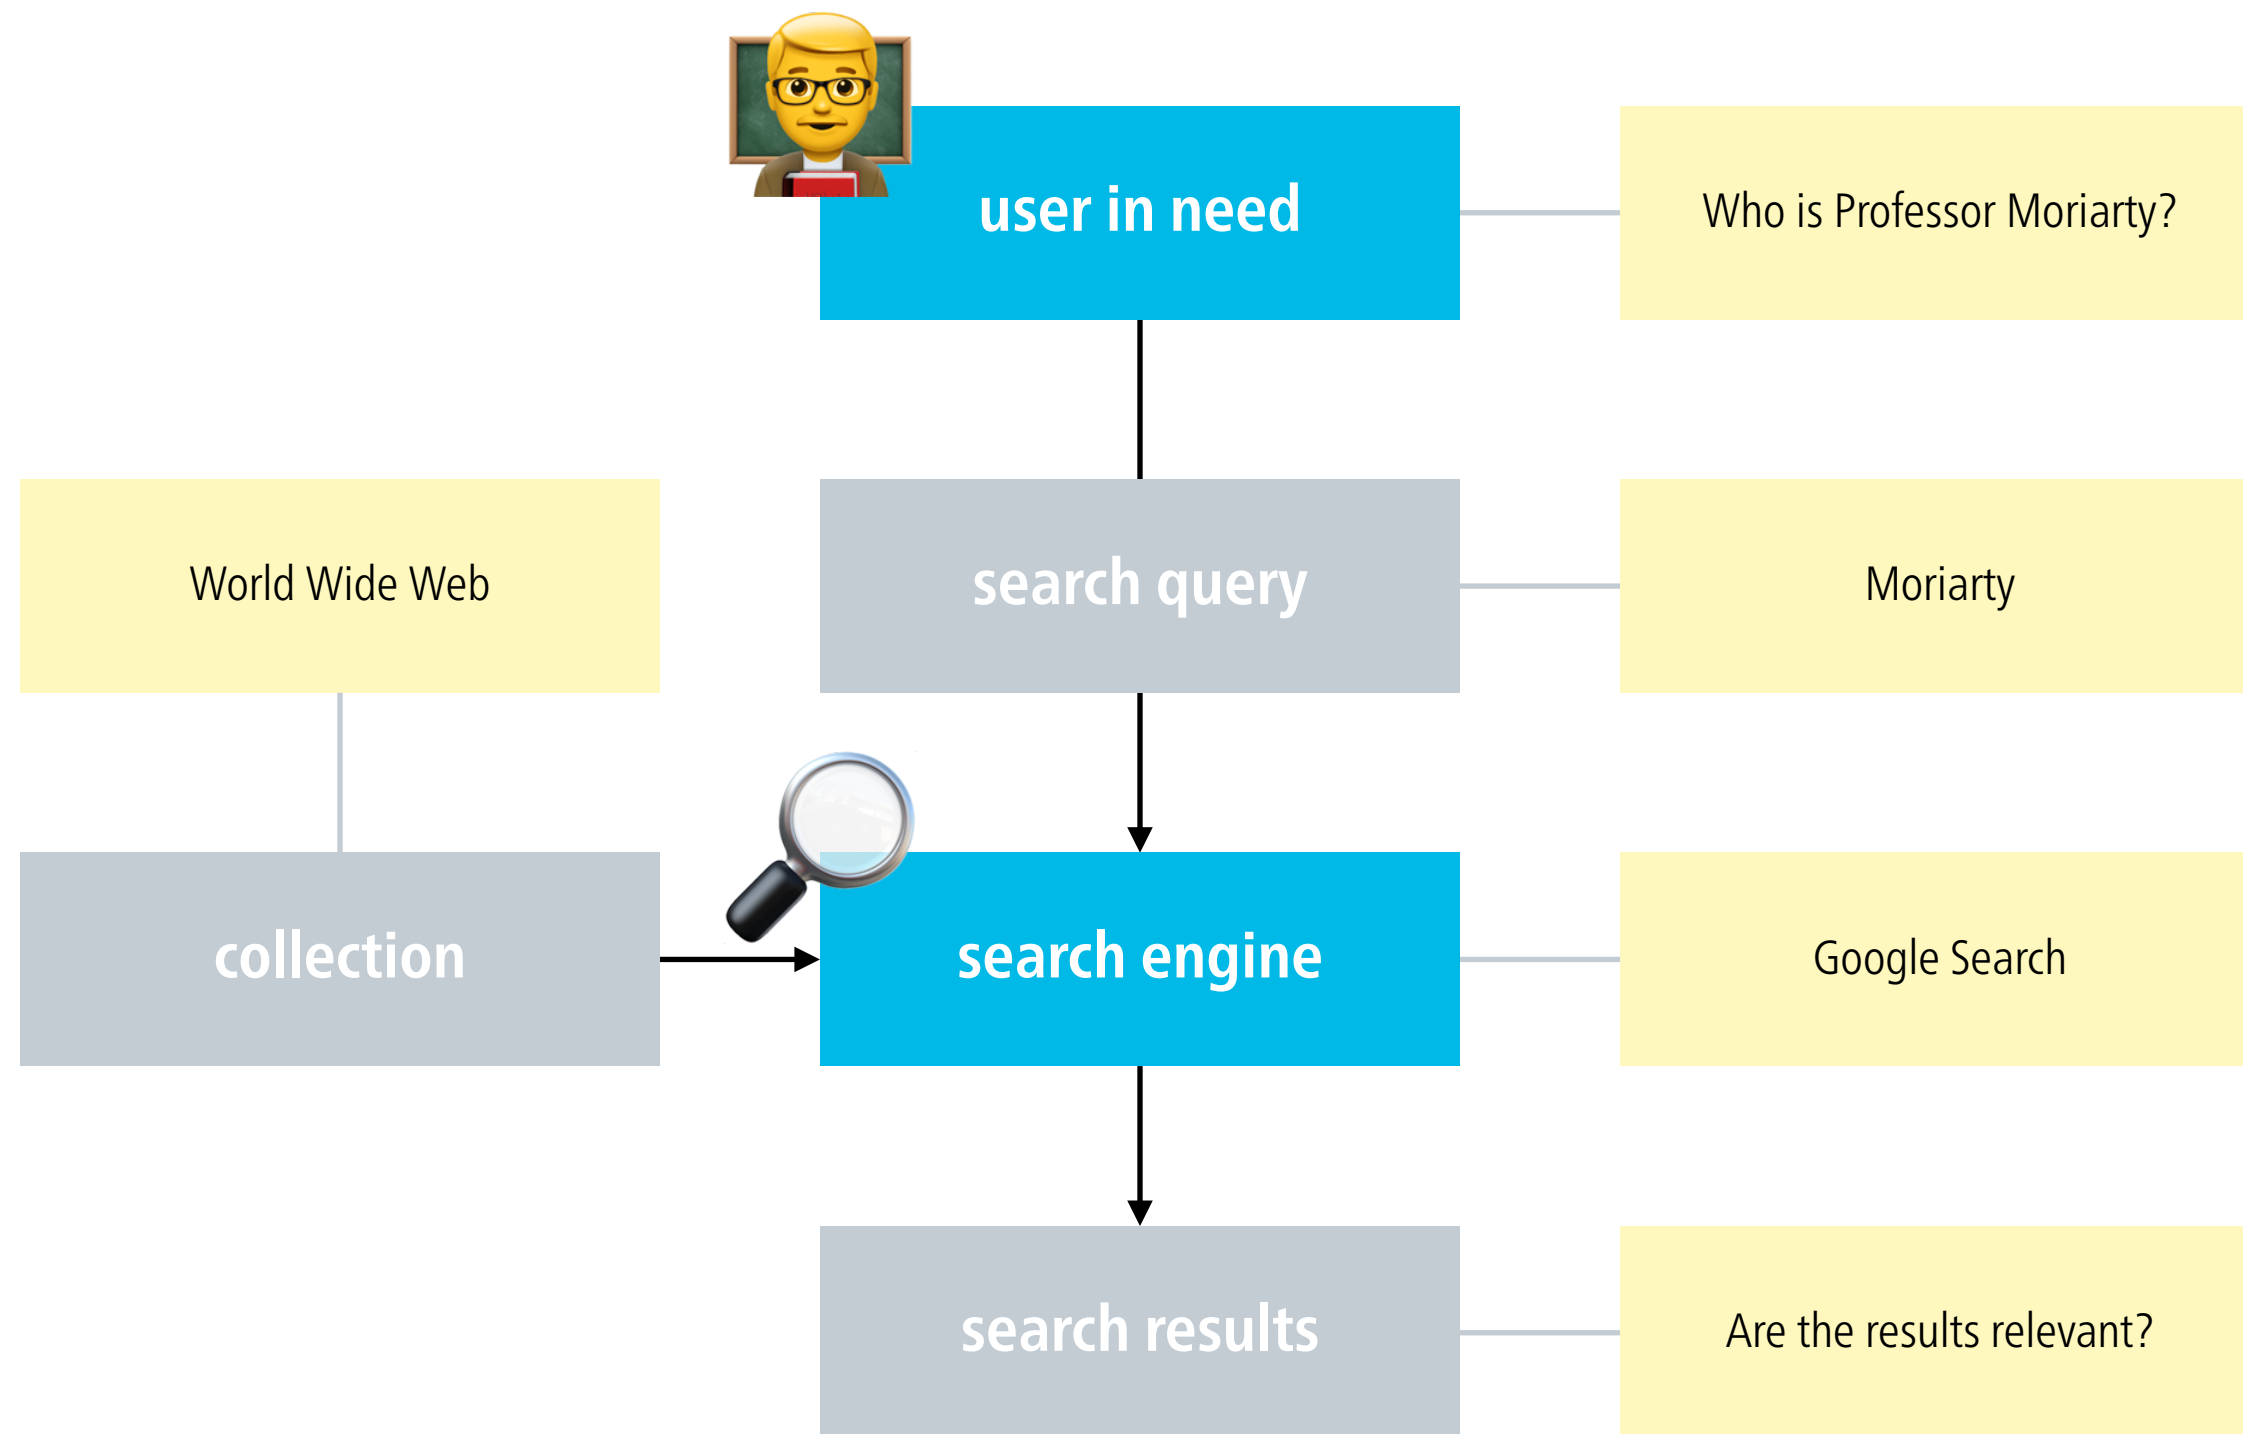 user in need
Who is Professor Moriarty?
World Wide Web
search query
Moriarty
collection
search engine
Google Search
search results
Are the results relevant?